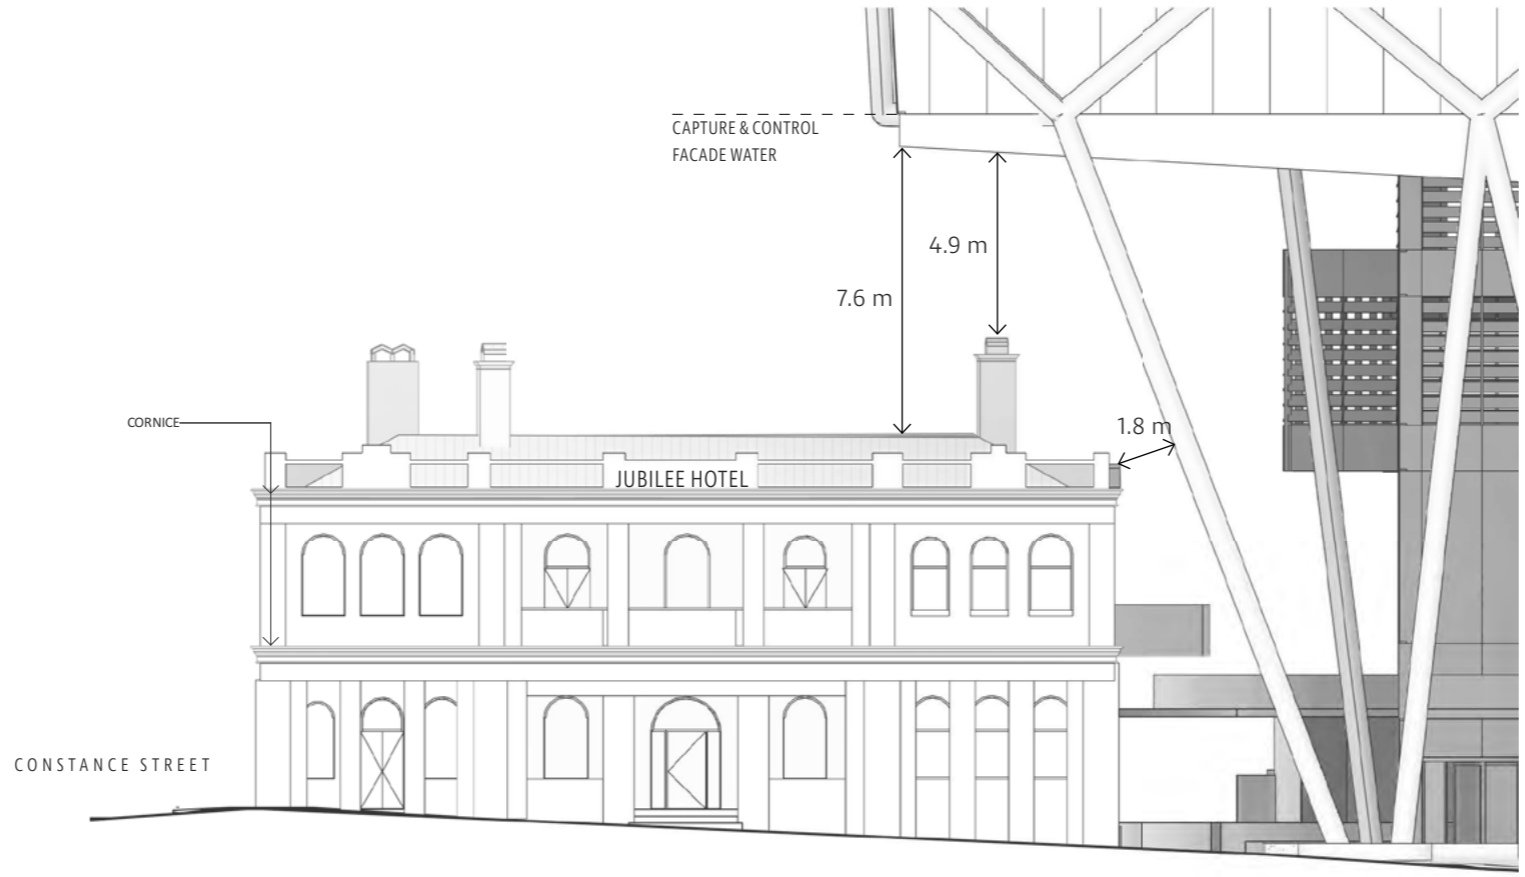 CAPTURE & CONTROL
FACADE WATER
4.9 m
7.6 m
CORNICE
1.8 m
JUBILEE HOTEL
CONSTANCE STREET